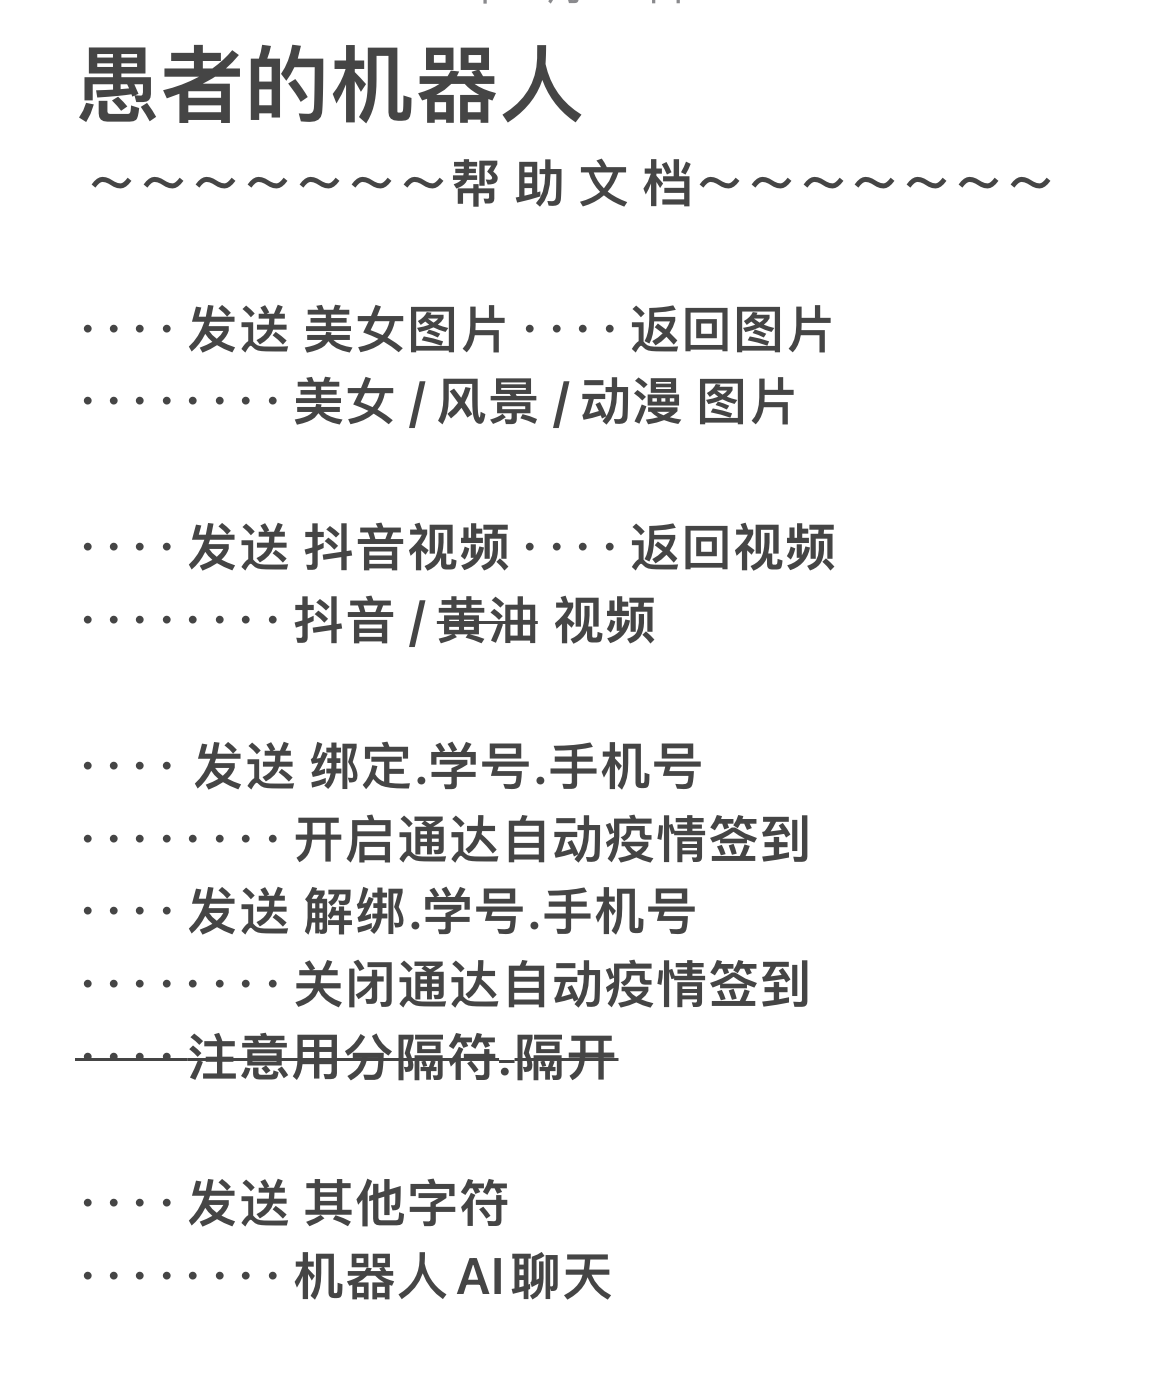 愚者的机器人
～～～～～～～帮 助 文 档～～～～～～～
···· 发送 美女图片 ···· 返回图片
········ 美女 / 风景 / 动漫 图片
···· 发送 抖音视频 ···· 返回视频
········ 抖音 / 黄油 视频
···· 发送 绑定.学号.手机号
········ 开启通达自动疫情签到
···· 发送 解绑.学号.手机号
········ 关闭通达自动疫情签到
···· 注意用分隔符.隔开
···· 发送 其他字符
········ 机器人 AI 聊天